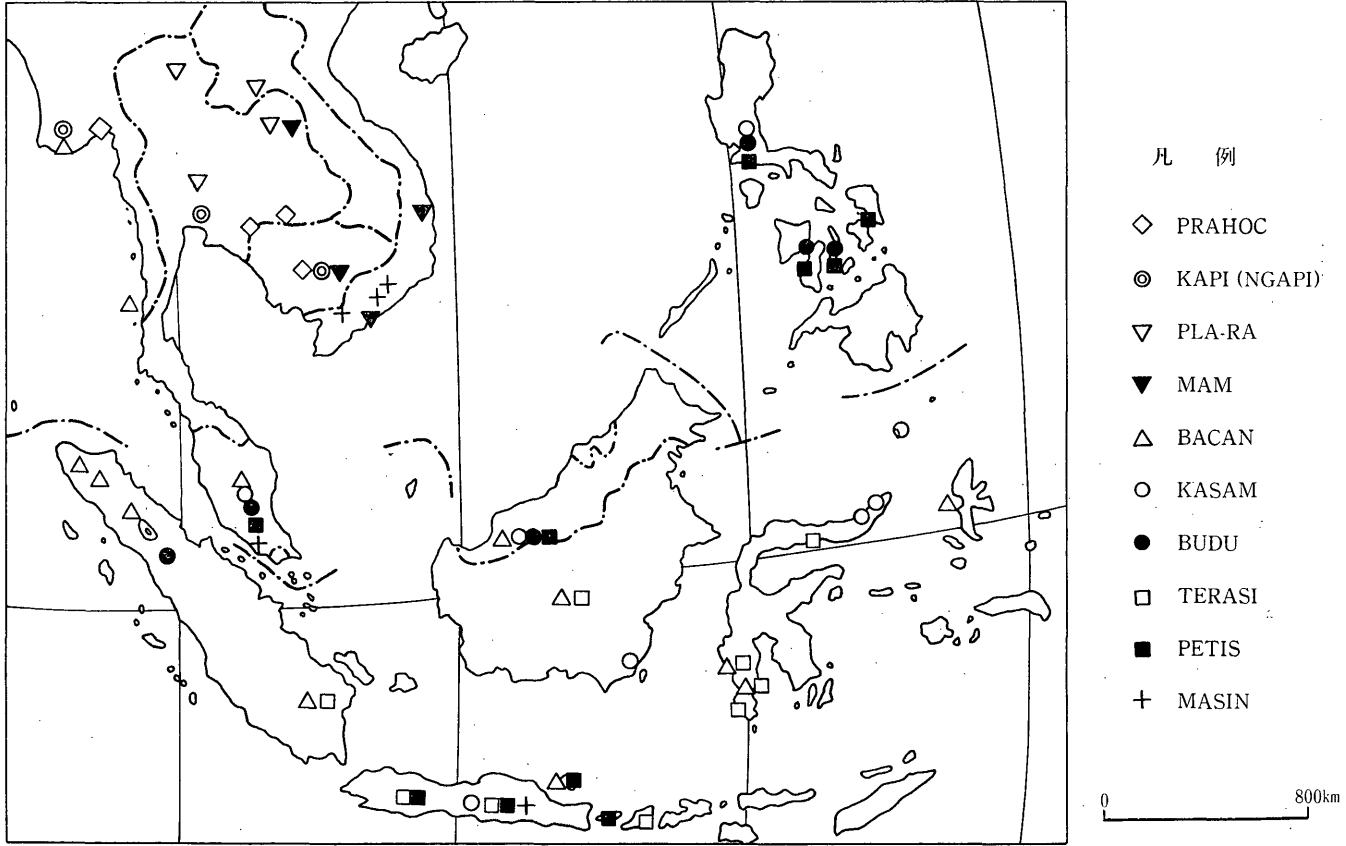 凡 例
PRAHOC
KAPI (NGAPI)
PLA-RA
MAM
BACAN
KASAM
BUDU
TERASI
PETIS
MASIN
0 800km